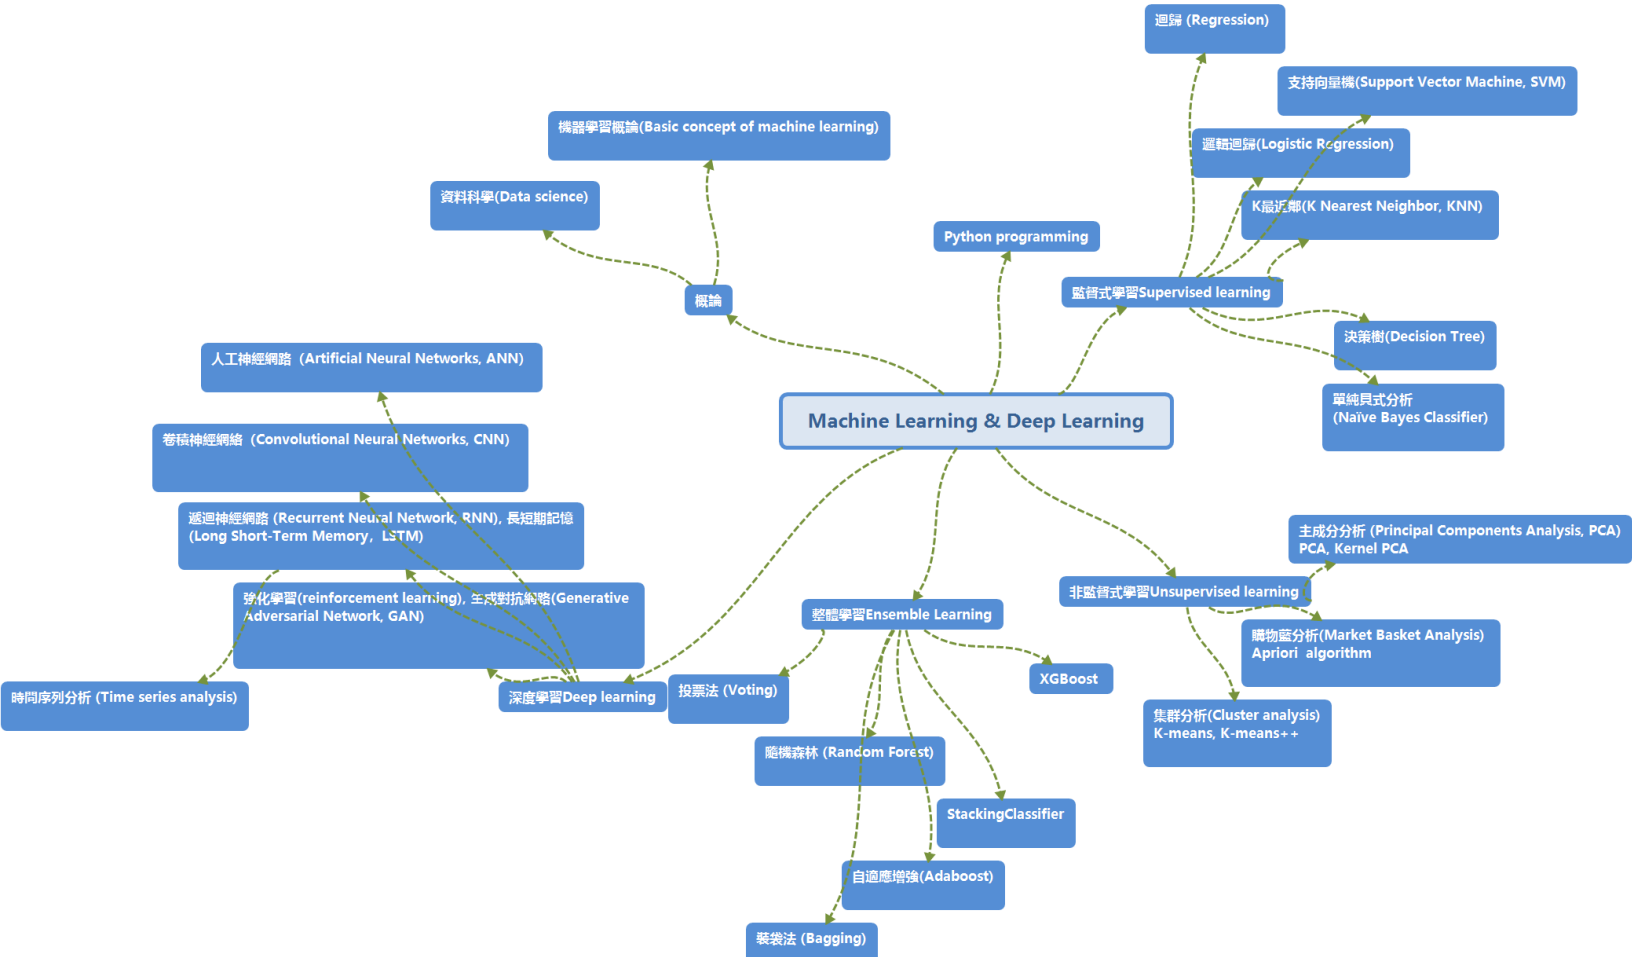 迴歸 (Regression)
支持向量機(Support Vector Machine, SVM)
機器學習概論(Basic concept of machine learning)
邏輯迴歸(Logistic Regression)
資料科學(Data science)
K最近鄰(K Nearest Neighbor, KNN)
Python programming
監督式學習Supervised learning
概論
決策樹(Decision Tree)
人工神經網路 (Artificial Neural Networks, ANN)
單純貝式分析
(Naïve Bayes Classifier)
Machine Learning & Deep Learning
卷積神經網絡 (Convolutional Neural Networks, CNN)
遞迴神經網路 (Recurrent Neural Network, RNN), 長短期記憶
(Long Short-Term Memory, LSTM)
主成分分析 (Principal Components Analysis, PCA)
PCA, Kernel PCA
非監督式學習Unsupervised learning
強化學習(reinforcement learning), 生成對抗網路(Generative
Adversarial Network, GAN)
整體學習Ensemble Learning
購物籃分析(Market Basket Analysis)
Apriori algorithm
XGBoost
時間序列分析 (Time series analysis)
深度學習Deep learning
投票法 (Voting)
集群分析(Cluster analysis)
K-means, K-means++
隨機森林 (Random Forest)
StackingClassifier
自適應增強(Adaboost)
裝袋法 (Bagging)